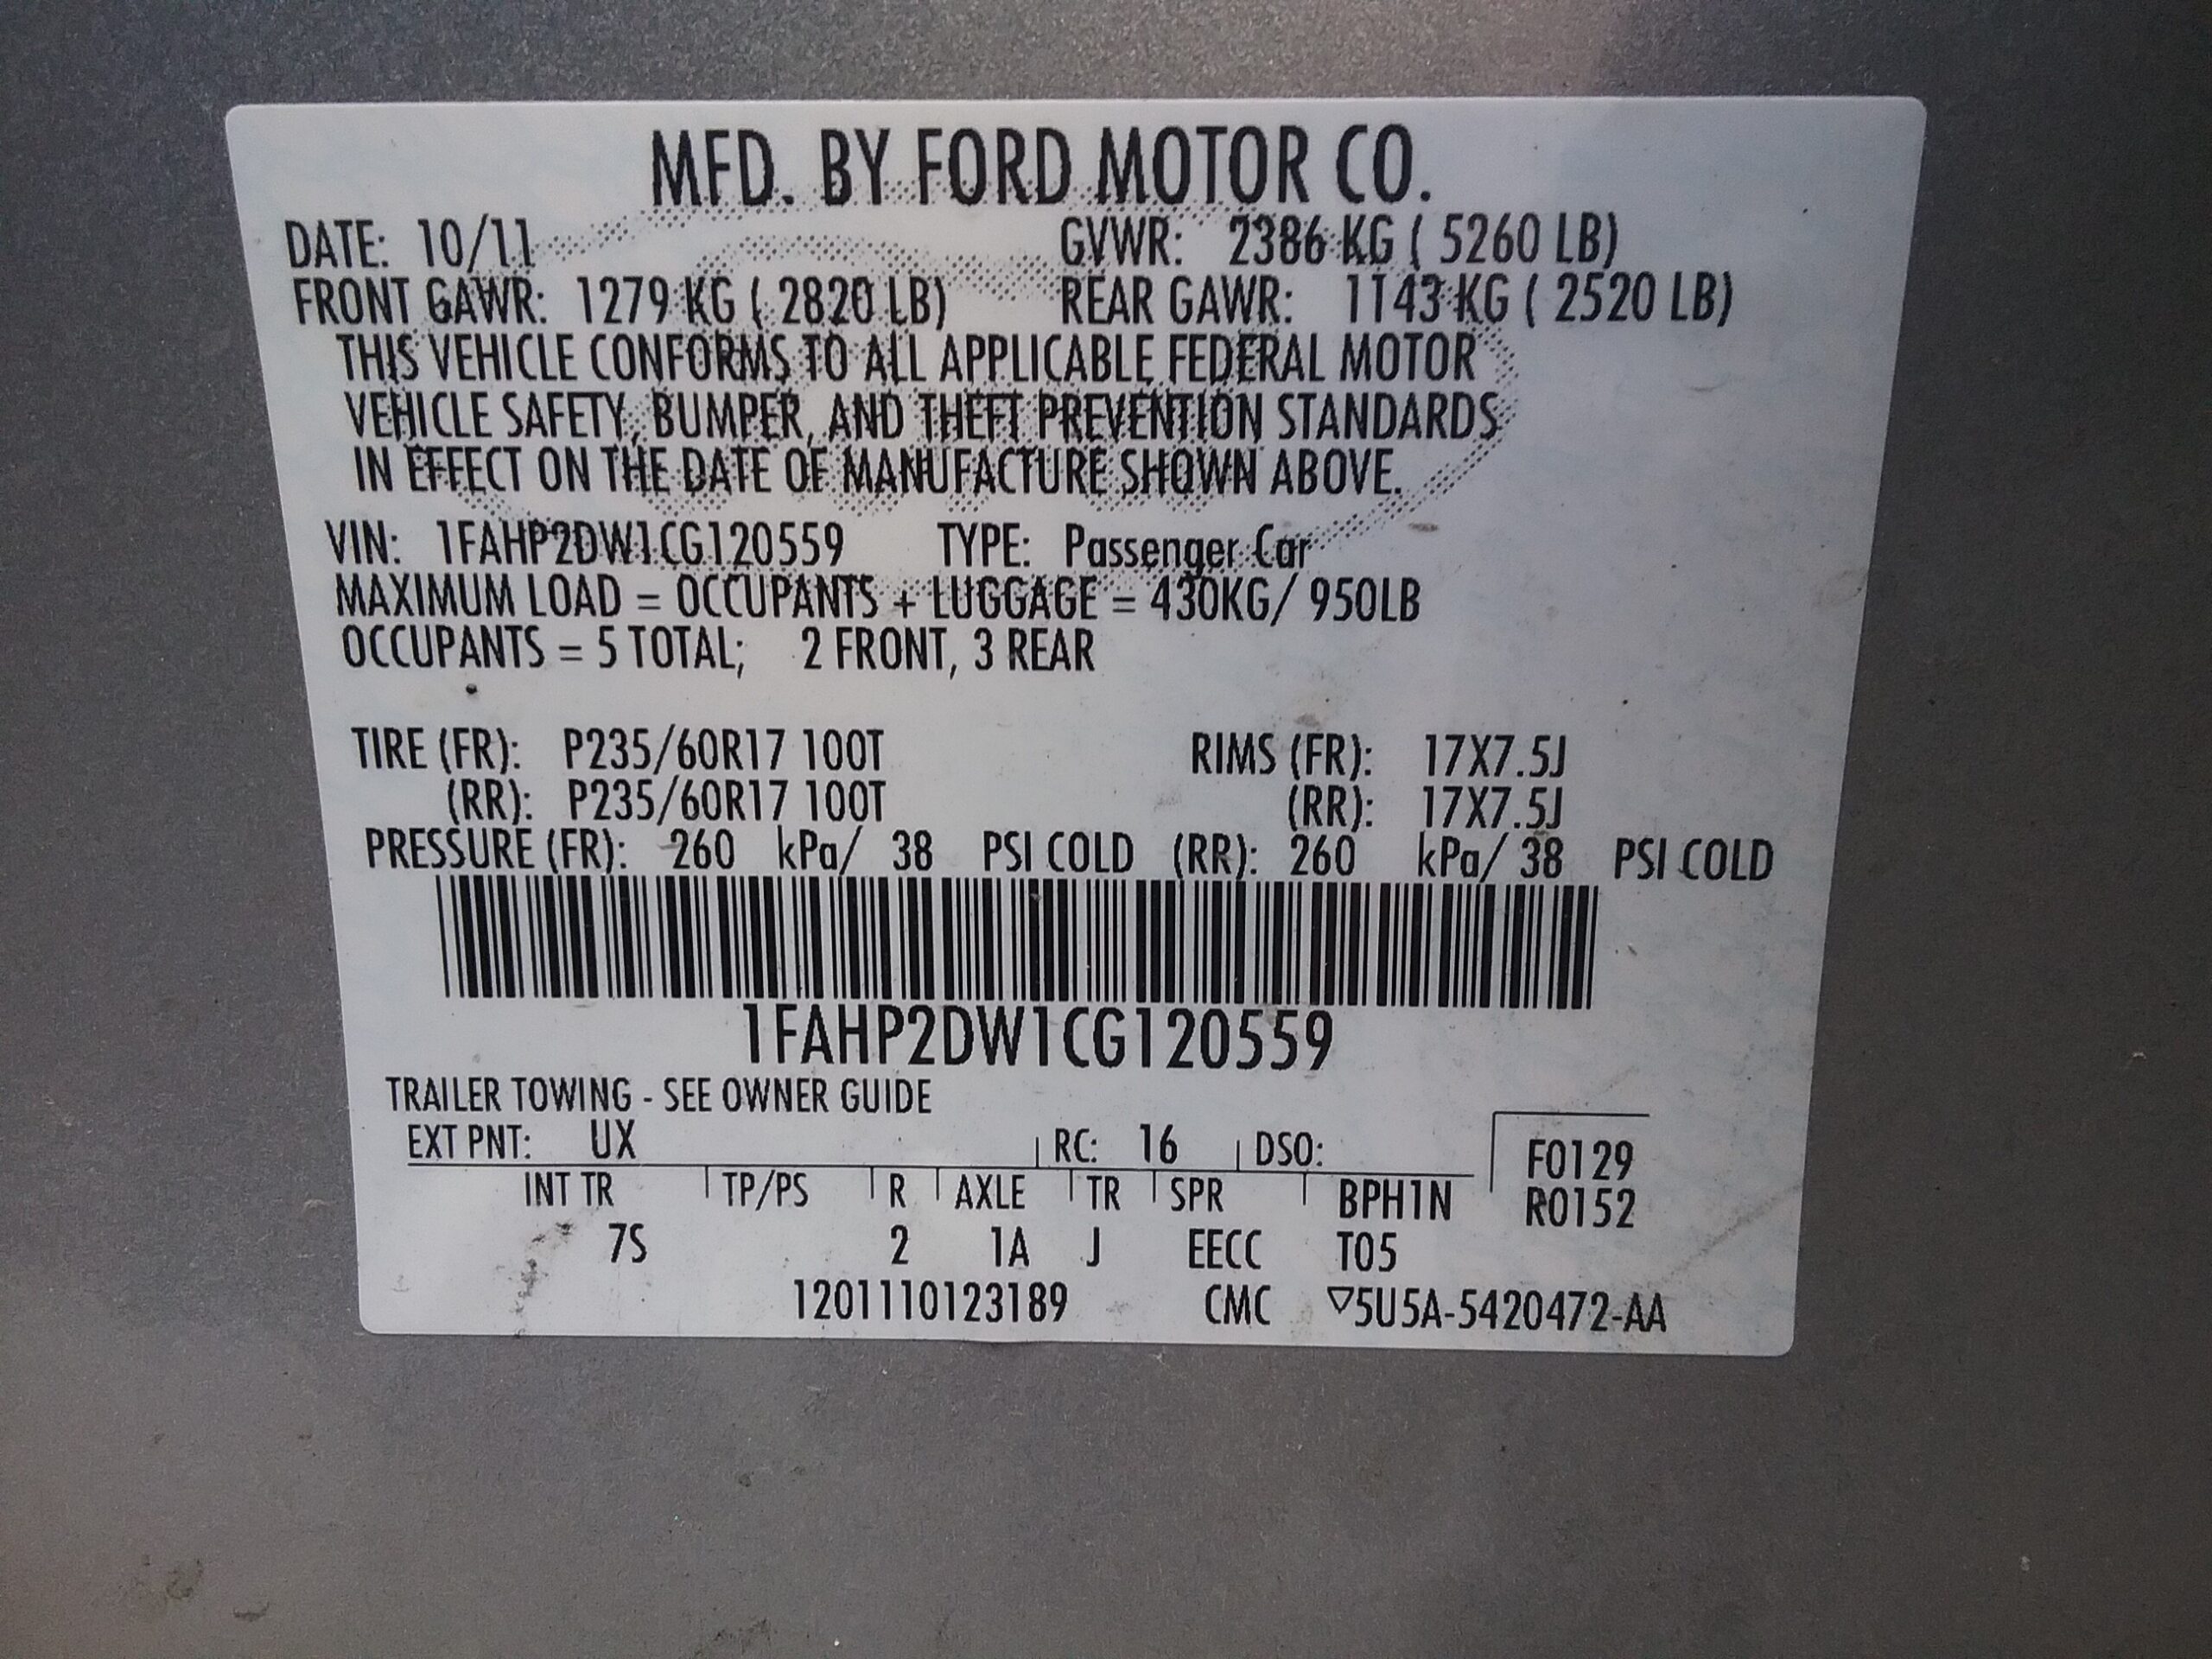 MFD. BY FORD MOTOR CO.
DATE: 10/11 GVWR: 2386 KG ( 5260 LB)
FRONT GAWR: 1279 KG ( 2820 LB) REAR GAWR: 1143 KG ( 2520 LB)
THIS VEHICLE CONFORMS TO ALL APPLICABLE FEDERAL MOTOR
VEHICLE SAFETY, BUMPER, AND THEFT PREVENTION STANDARDS
IN EFFECT ON THE DATE OF MANUFACTURE SHOWN ABOVE.
VIN: 1FAHP2DW1CG120559 TYPE: Passenger Car
MAXIMUM LOAD = OCCUPANTS + LUGGAGE = 430KG/ 950LB
OCCUPANTS = 5 TOTAL; 2 FRONT, 3 REAR
TIRE (FR): P235/60R17 100T RIMS (FR): 17X7.5J
(RR): P235/60R17 100T (RR): 17X7.5J
PRESSURE (FR): 260 kPa/ 38 PSI COLD (RR): 260 kPa/ 38 PSI COLD
1FAHP2DW1CG120559
TRAILER TOWING - SEE OWNER GUIDE
EXT PNT: UX RC: 16 DSO: F0129
INT TR TP/PS R AXLE TR SPR BPH1N R0152
7S 2 1A J EECC T05
1201110123189 CMC ▽5U5A-5420472-AA